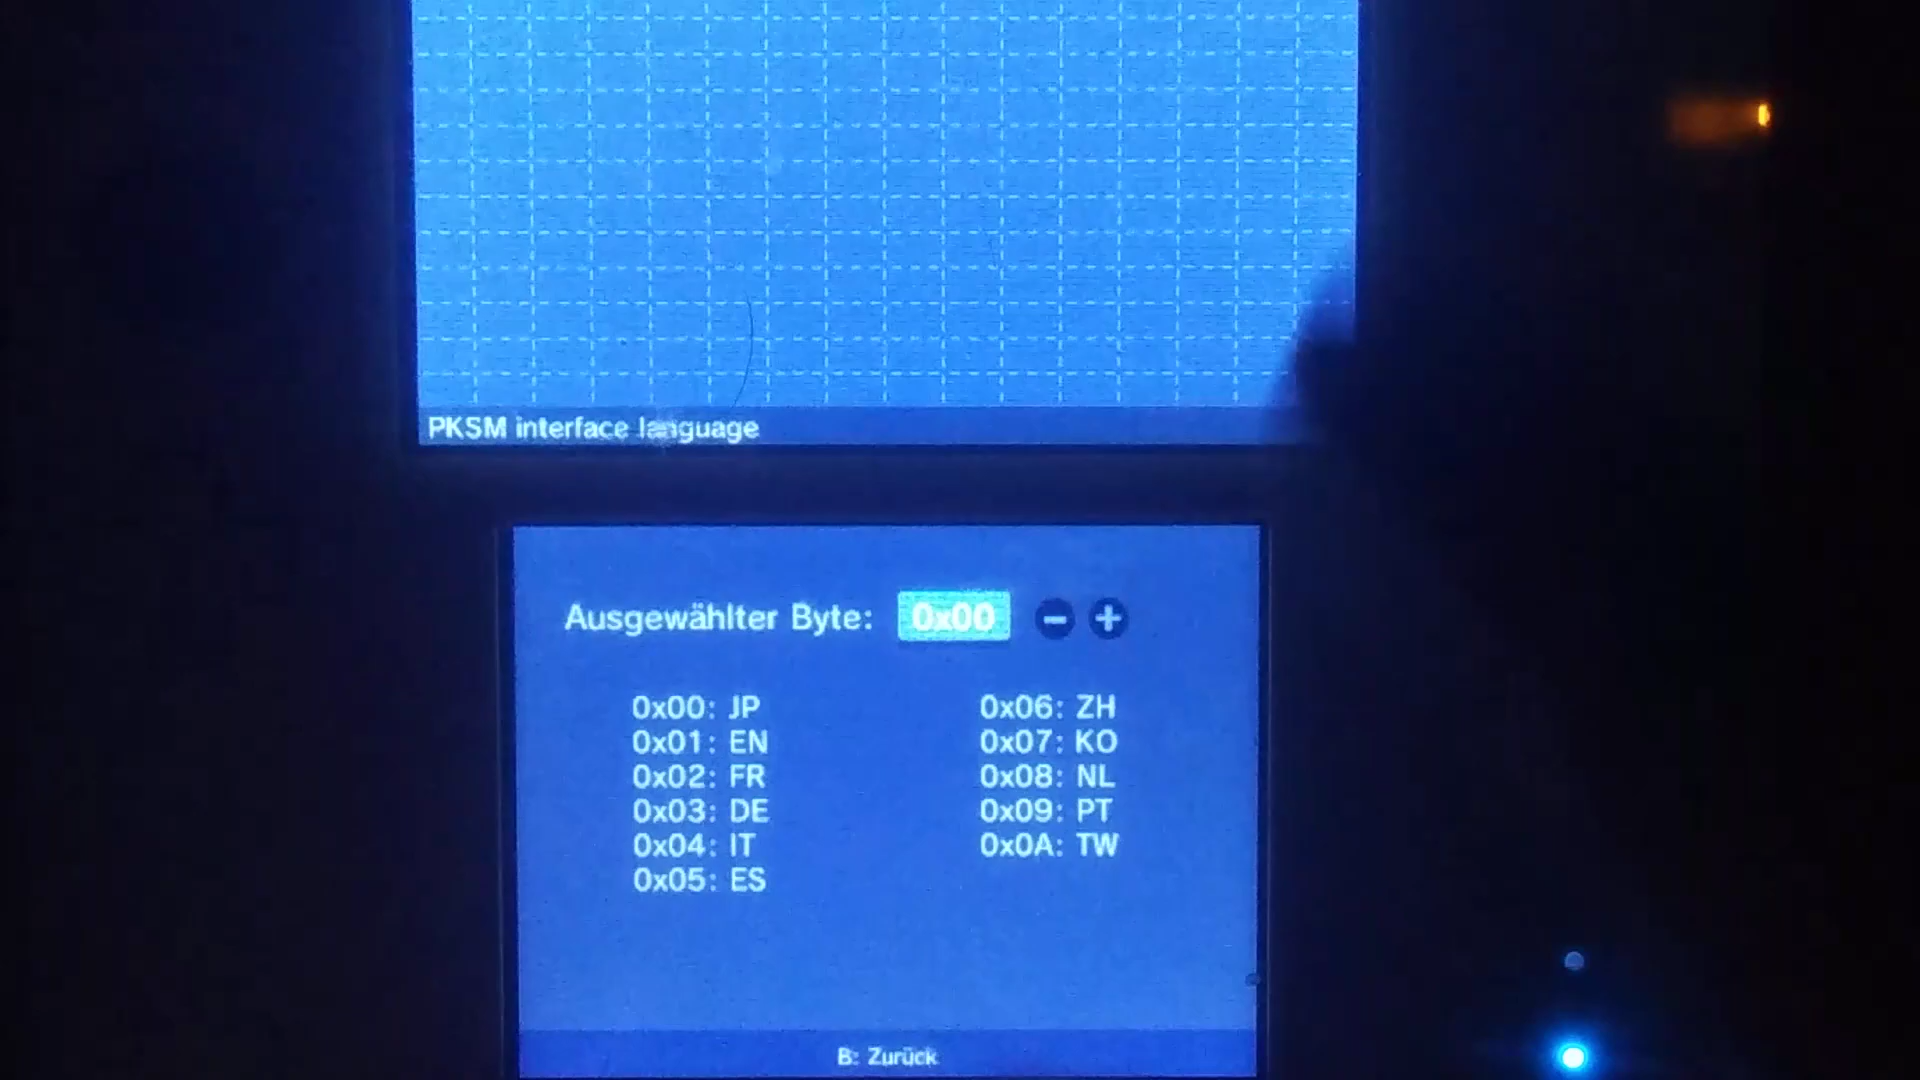 PKSM interface language
Ausgewählter Byte: 0x00 - +
0x00: JP
0x01: EN
0x02: FR
0x03: DE
0x04: IT
0x05: ES
0x06: ZH
0x07: KO
0x08: NL
0x09: PT
0x0A: TW
B: Zurück